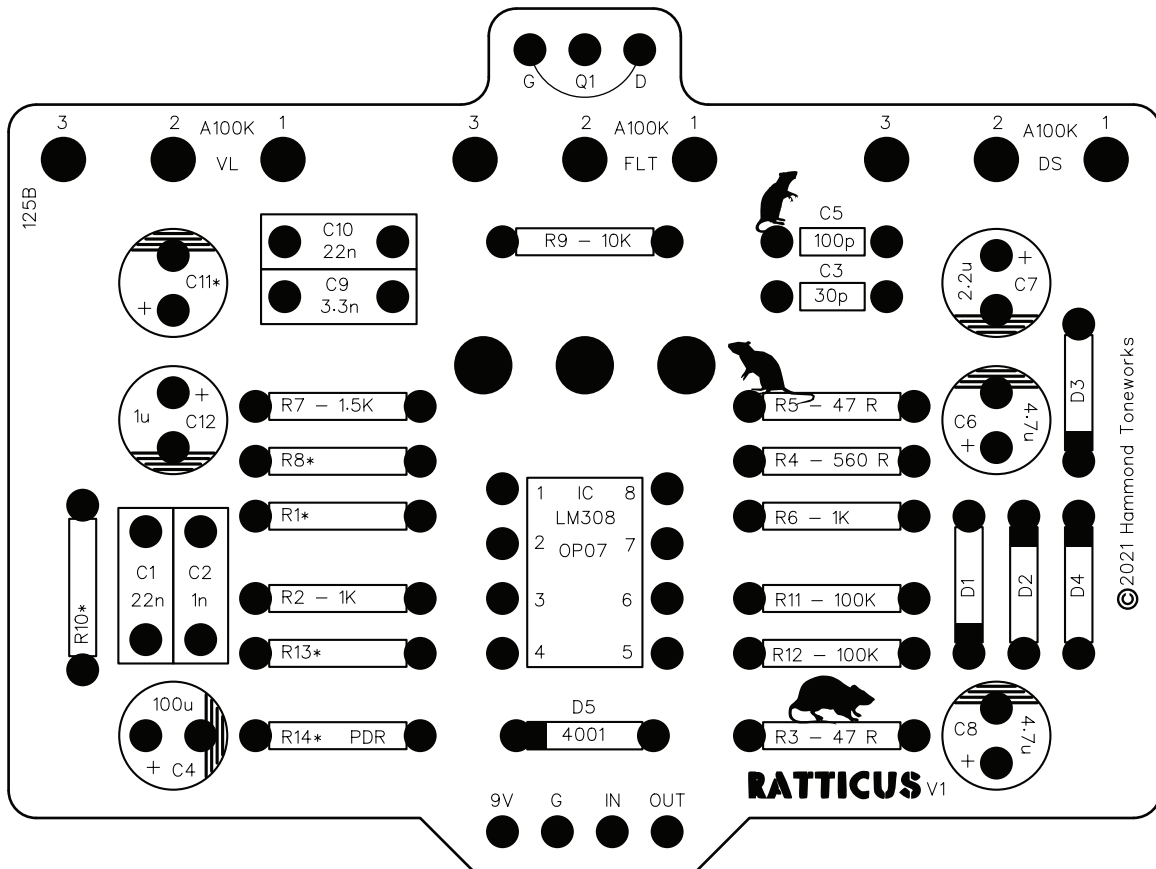 G Q1 D
3 2 A100K 1
VL
3 2 A100K 1
FLT
3 2 A100K 1
DS
125B
C10
22n
C9
3.3n
R9 - 10K
C5
100p
C3
30p
C11*
+
2.2u
+
C7
1u
+
C12
R7 - 1.5K
R8*
R1*
R5 - 47 R
R4 - 560 R
R6 - 1K
C6
+
4.7u
D3
1 IC 8
LM308
2 OP07 7
3 6
4 5
R10*
C1
22n
C2
1n
R2 - 1K
R13*
R11 - 100K
R12 - 100K
D1
D2
D4
©2021 Hammond Toneworks
100u
+ C4
R14* PDR
D5
4001
R3 - 47 R
C8
+
4.7u
RATTICUS V1
9V G IN OUT